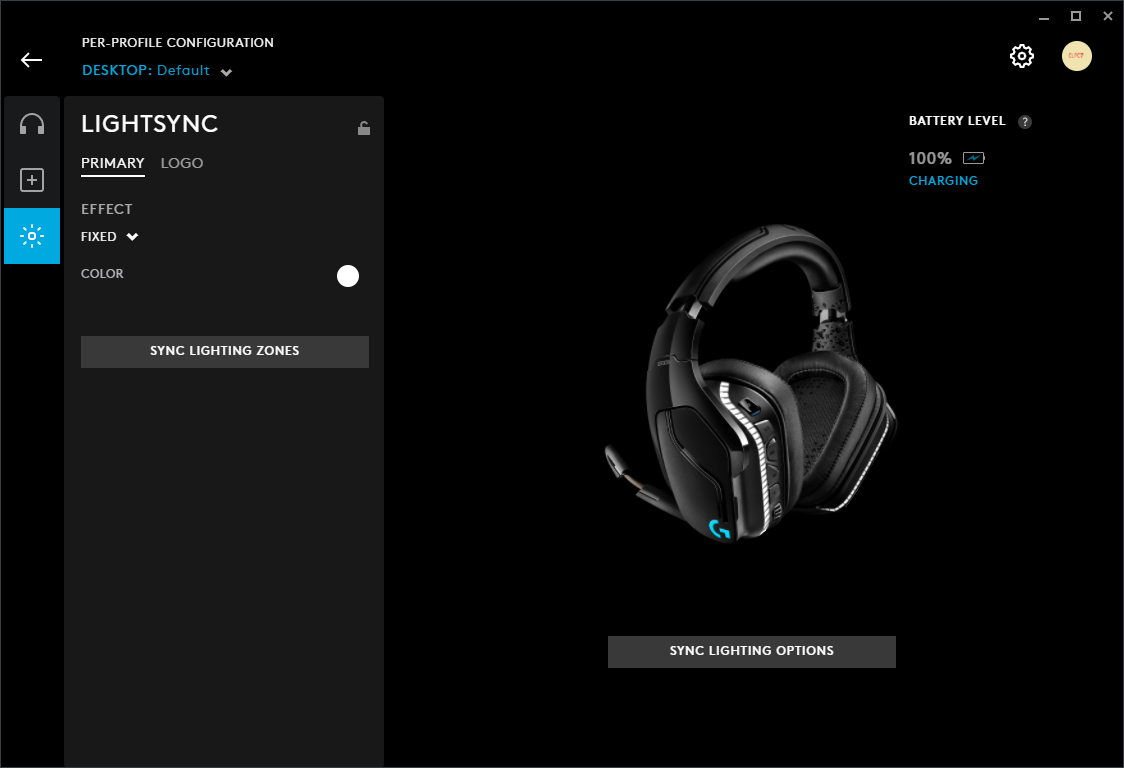 PER-PROFILE CONFIGURATION
DESKTOP: Default
LIGHTSYNC
PRIMARY LOGO
EFFECT
FIXED
COLOR
SYNC LIGHTING ZONES
BATTERY LEVEL ?
100%
CHARGING
SYNC LIGHTING OPTIONS